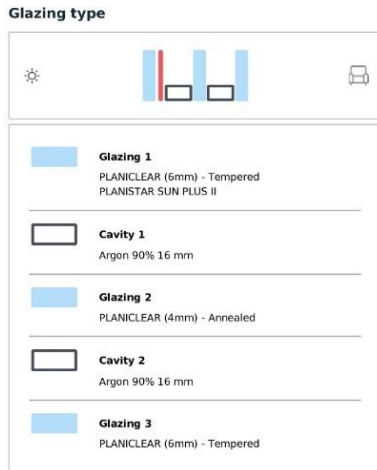 Glazing type
Glazing 1
PLANICLEAR (6mm) - Tempered
PLANISTAR SUN PLUS II
Cavity 1
Argon 90% 16 mm
Glazing 2
PLANICLEAR (4mm) - Annealed
Cavity 2
Argon 90% 16 mm
Glazing 3
PLANICLEAR (6mm) - Tempered